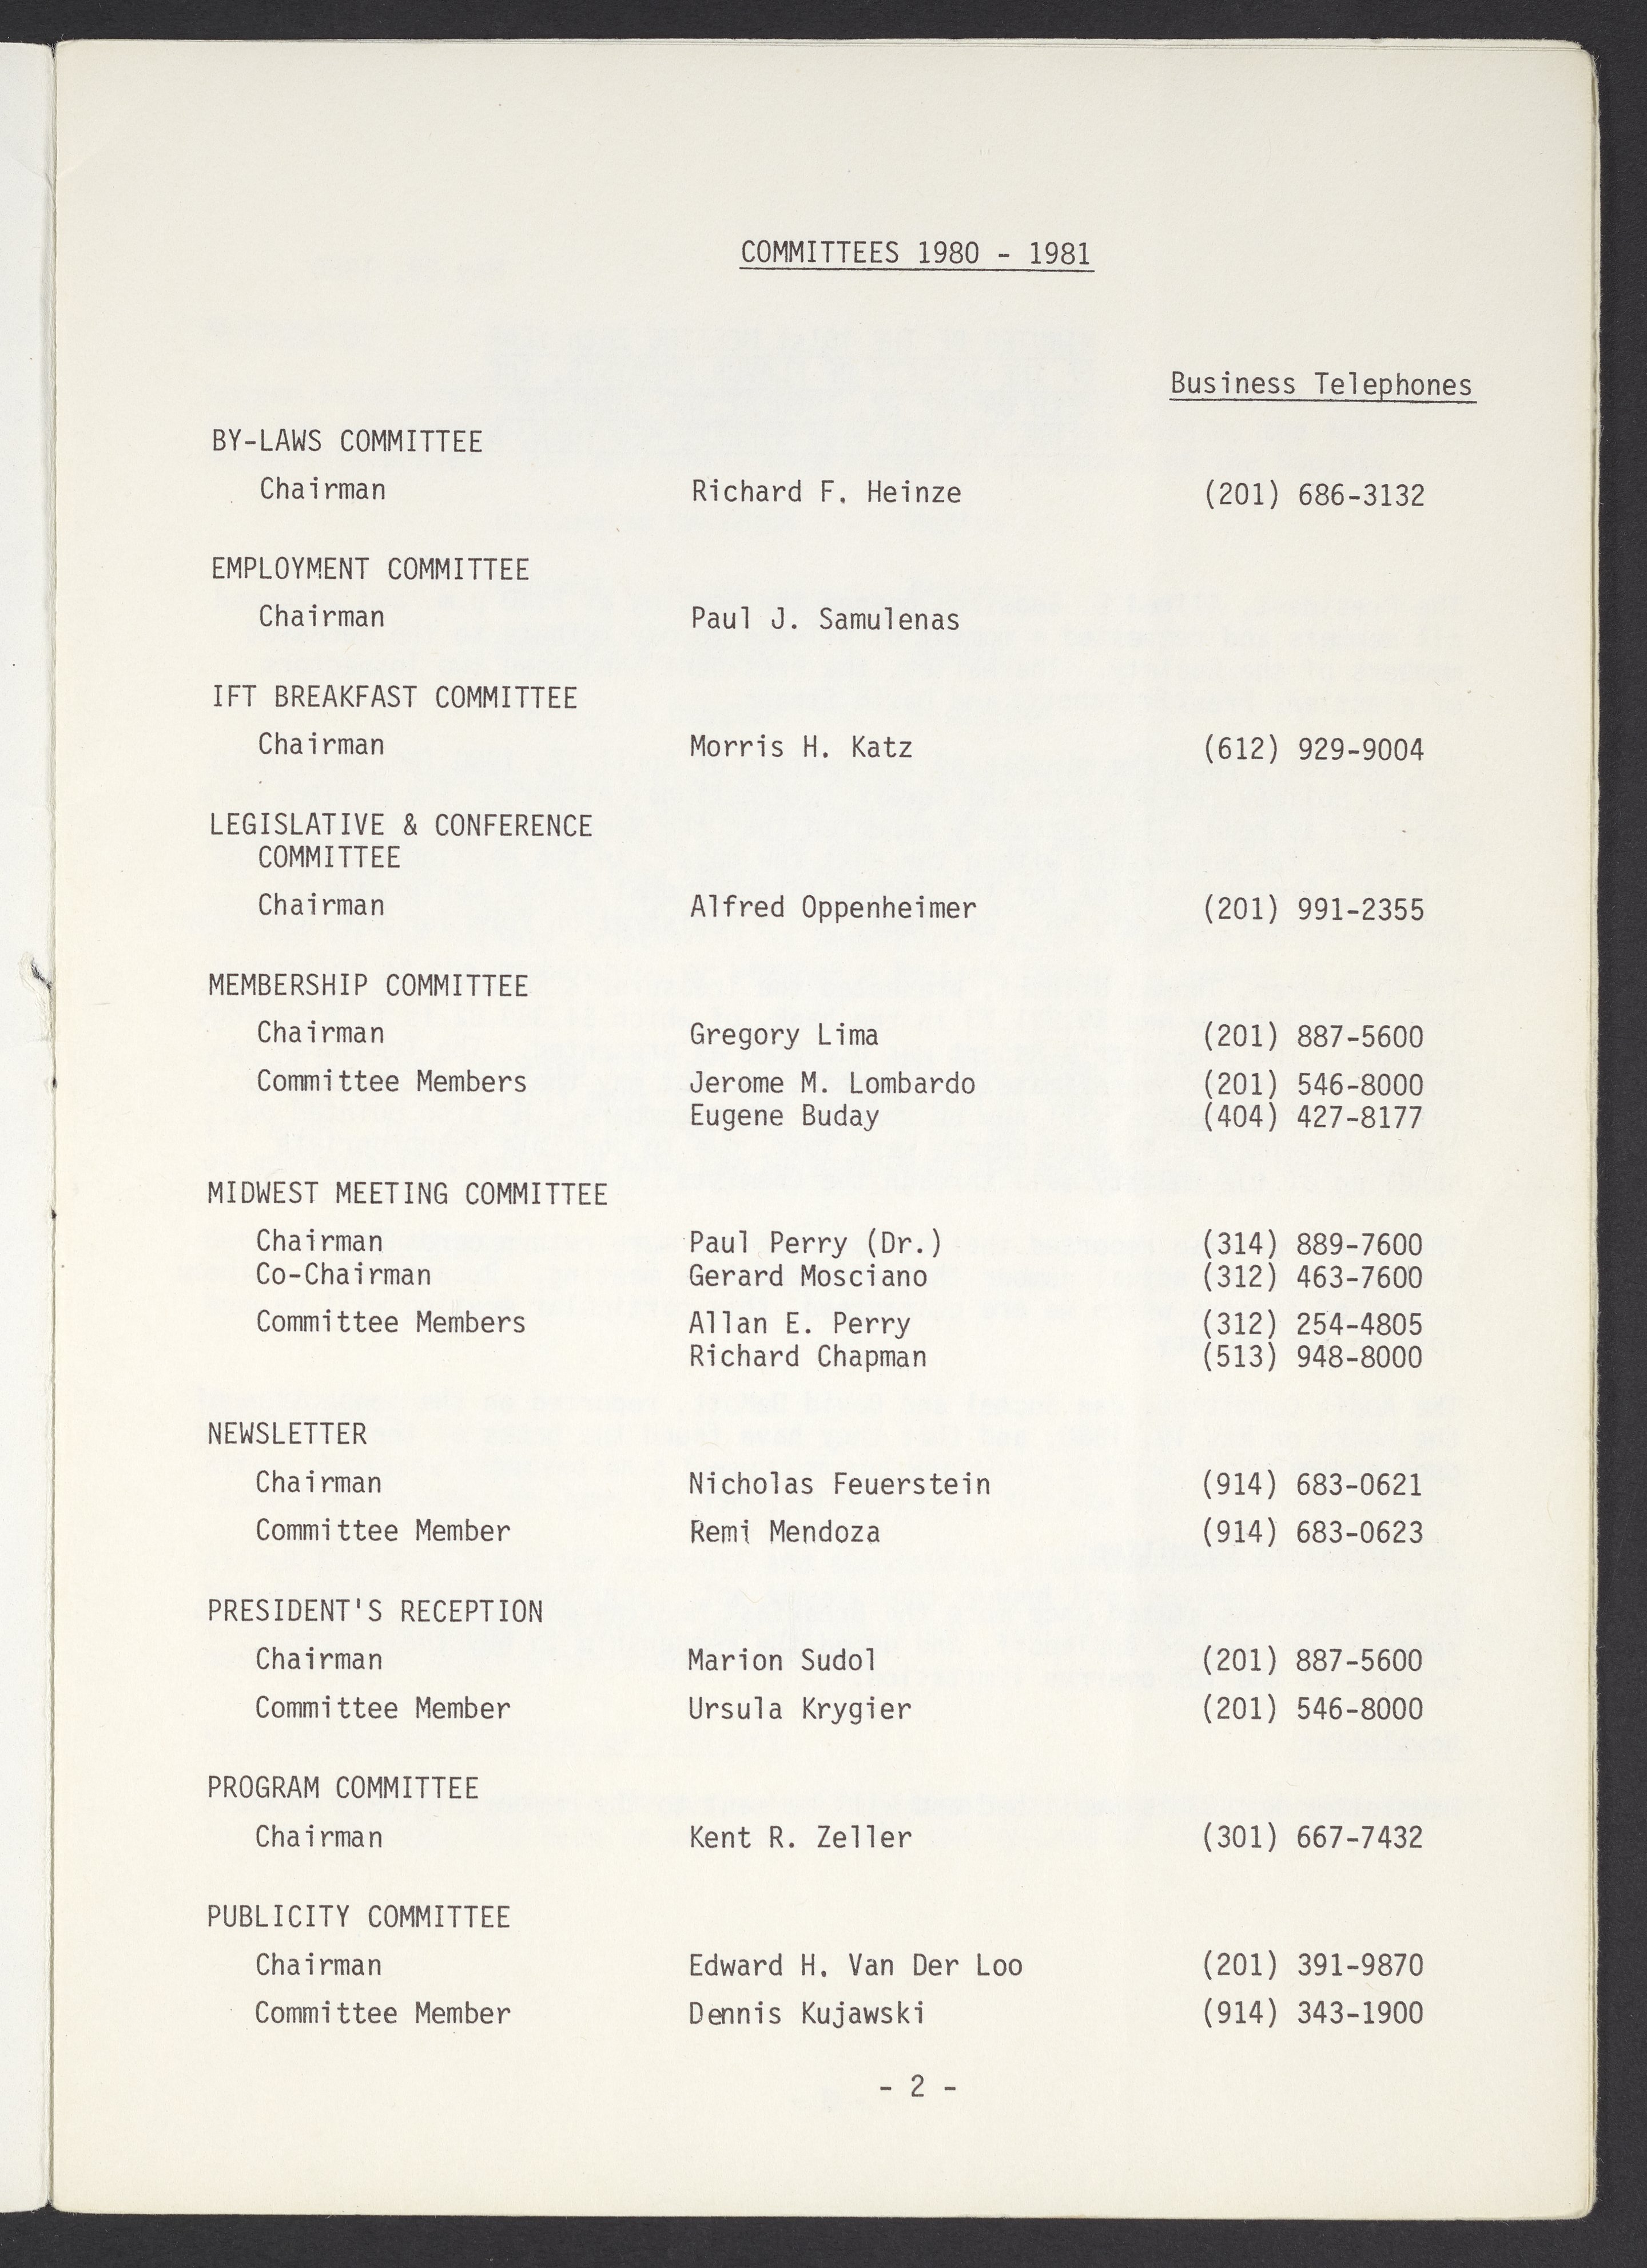 COMMITTEES 1980 - 1981
Business Telephones
BY-LAWS COMMITTEE
Chairman Richard F. Heinze (201) 686-3132
EMPLOYMENT COMMITTEE
Chairman Paul J. Samulenas
IFT BREAKFAST COMMITTEE
Chairman Morris H. Katz (612) 929-9004
LEGISLATIVE & CONFERENCE
COMMITTEE
Chairman Alfred Oppenheimer (201) 991-2355
MEMBERSHIP COMMITTEE
Chairman Gregory Lima (201) 887-5600
Committee Members Jerome M. Lombardo (201) 546-8000
Eugene Buday (404) 427-8177
MIDWEST MEETING COMMITTEE
Chairman Paul Perry (Dr.) (314) 889-7600
Co-Chairman Gerard Mosciano (312) 463-7600
Committee Members Allan E. Perry (312) 254-4805
Richard Chapman (513) 948-8000
NEWSLETTER
Chairman Nicholas Feuerstein (914) 683-0621
Committee Member Remi Mendoza (914) 683-0623
PRESIDENT'S RECEPTION
Chairman Marion Sudol (201) 887-5600
Committee Member Ursula Krygier (201) 546-8000
PROGRAM COMMITTEE
Chairman Kent R. Zeller (301) 667-7432
PUBLICITY COMMITTEE
Chairman Edward H. Van Der Loo (201) 391-9870
Committee Member Dennis Kujawski (914) 343-1900
- 2 -